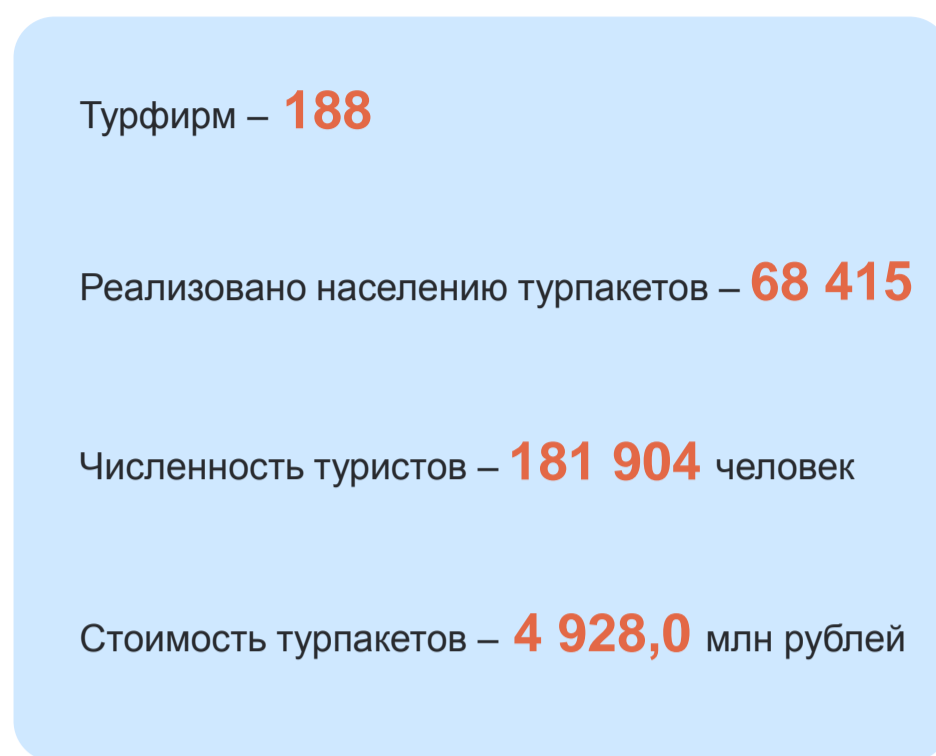 Турфирм – 188
Реализовано населению турпакетов – 68 415
Численность туристов – 181 904 человек
Стоимость турпакетов – 4 928,0 млн рублей